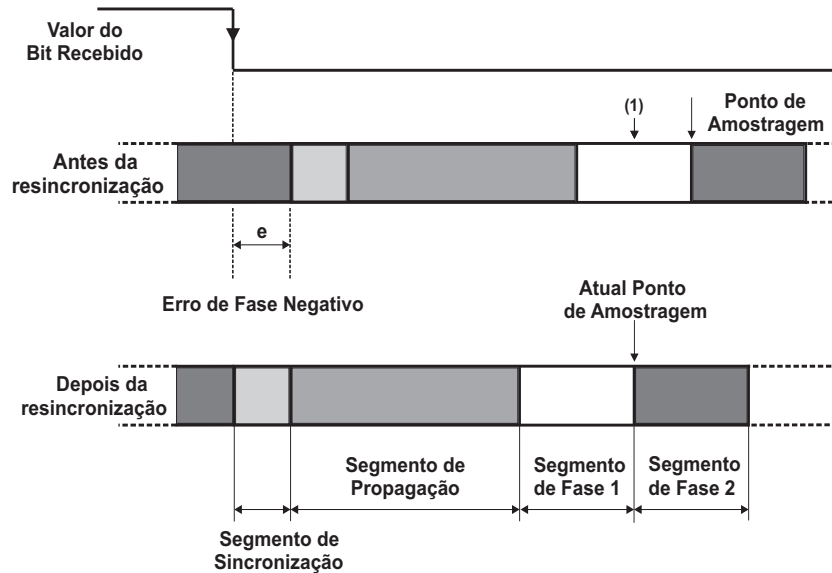 Valor do
Bit Recebido
(1)
Ponto de
Amostragem
Antes da
resincronização
e
Erro de Fase Negativo
Atual Ponto
de Amostragem
Depois da
resincronização
Segmento de
Propagação
Segmento
de Fase 1
Segmento
de Fase 2
Segmento de
Sincronização